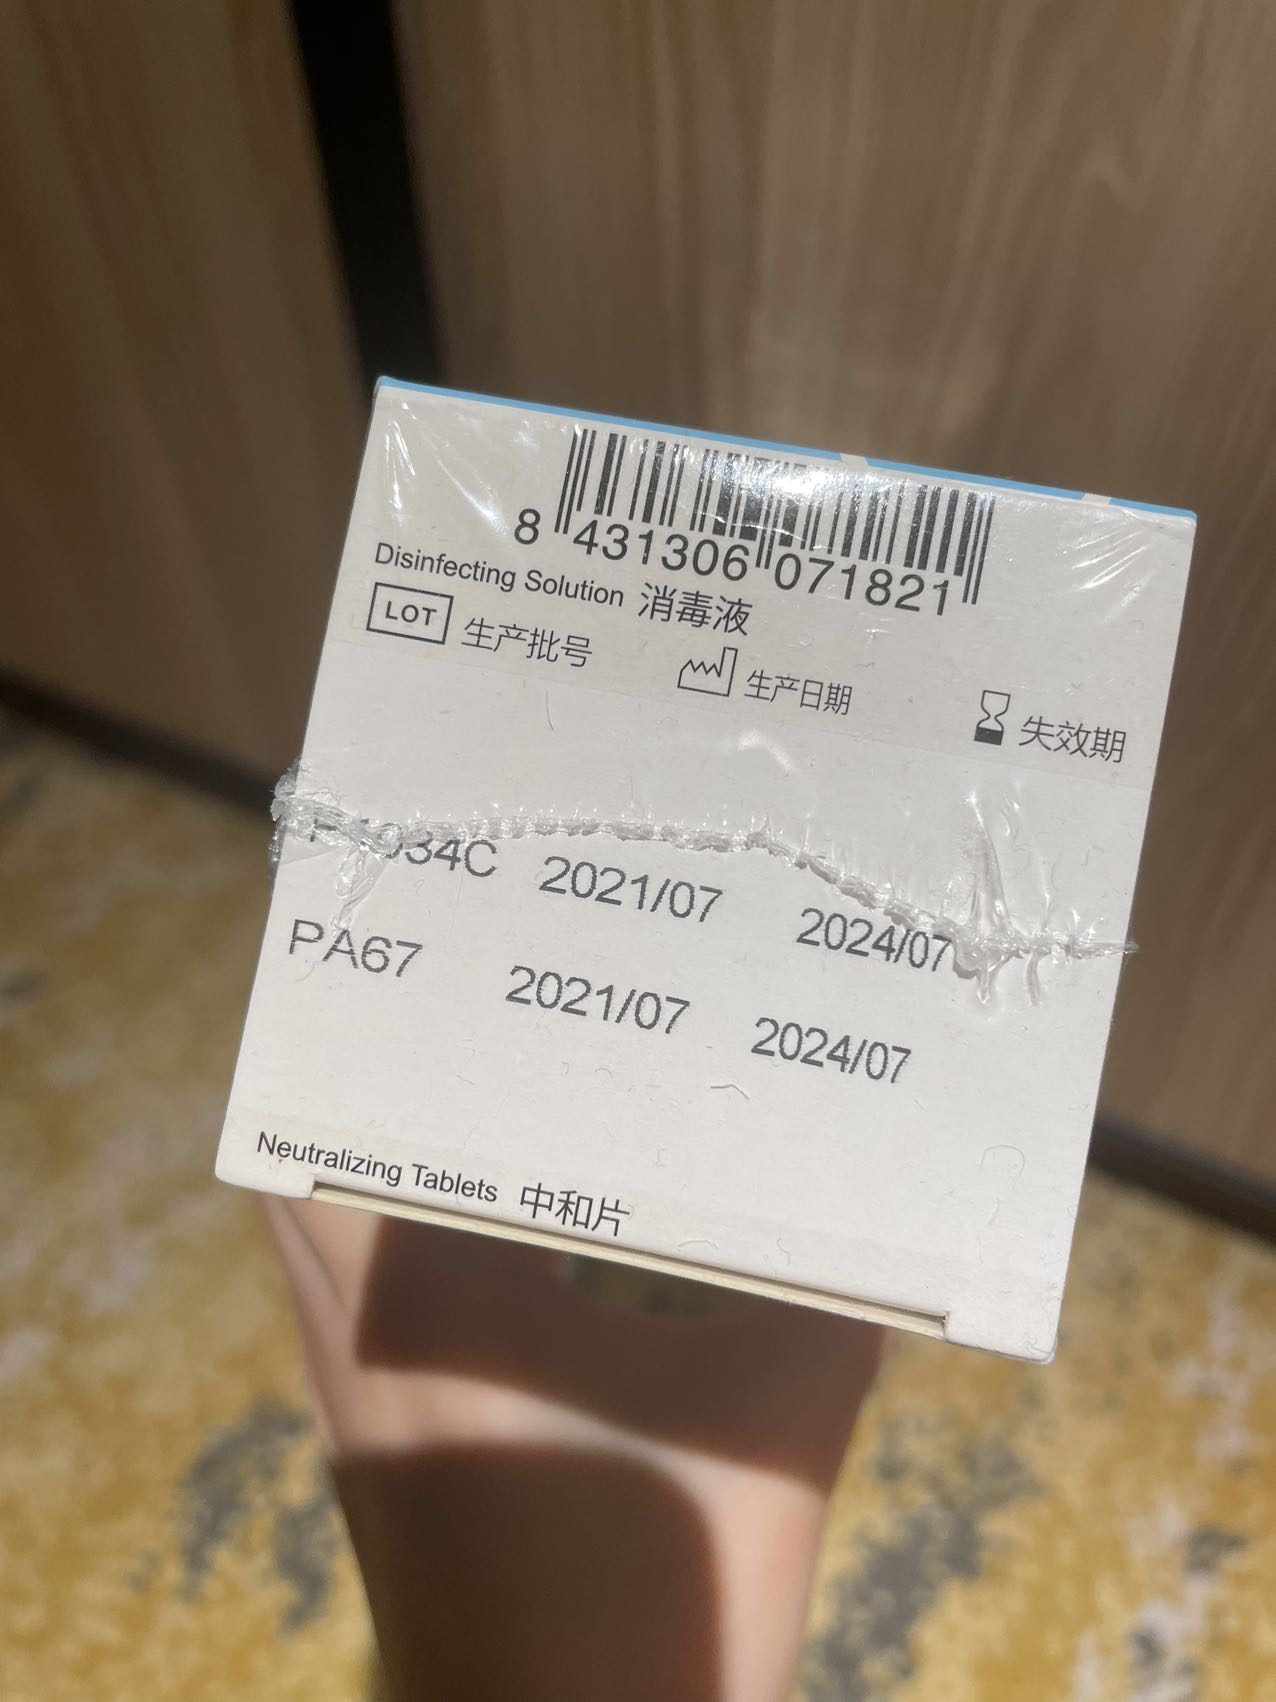 8 431306 071821
Disinfecting Solution 消毒液
LOT 生产批号 生产日期 失效期
2021/07 2024/07
PA67 2021/07 2024/07
Neutralizing Tablets 中和片